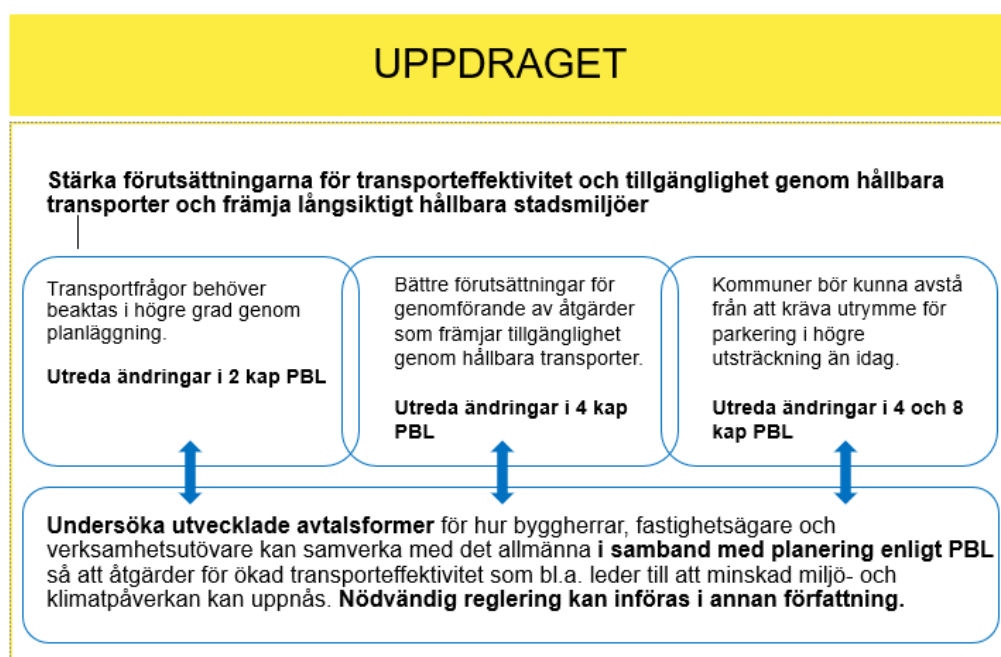 UPPDRAGET
Stärka förutsättningarna för transporteffektivitet och tillgänglighet genom hållbara
transporter och främja långsiktigt hållbara stadsmiljöer
Transportfrågor behöver
beaktas i högre grad genom
planläggning.
Utreda ändringar i 2 kap PBL
Bättre förutsättningar för
genomförande av åtgärder
som främjar tillgänglighet
genom hållbara transporter.
Utreda ändringar i 4 kap
PBL
Kommuner bör kunna avstå
från att kräva utrymme för
parkering i högre
utsträckning än idag.
Utreda ändringar i 4 och 8
kap PBL
Undersöka utvecklade avtalsformer för hur byggherrar, fastighetsägare och
verksamhetsutövare kan samverka med det allmänna i samband med planering enligt PBL
så att åtgärder för ökad transporteffektivitet som bl.a. leder till att minskad miljö- och
klimatpåverkan kan uppnås. Nödvändig reglering kan införas i annan författning.